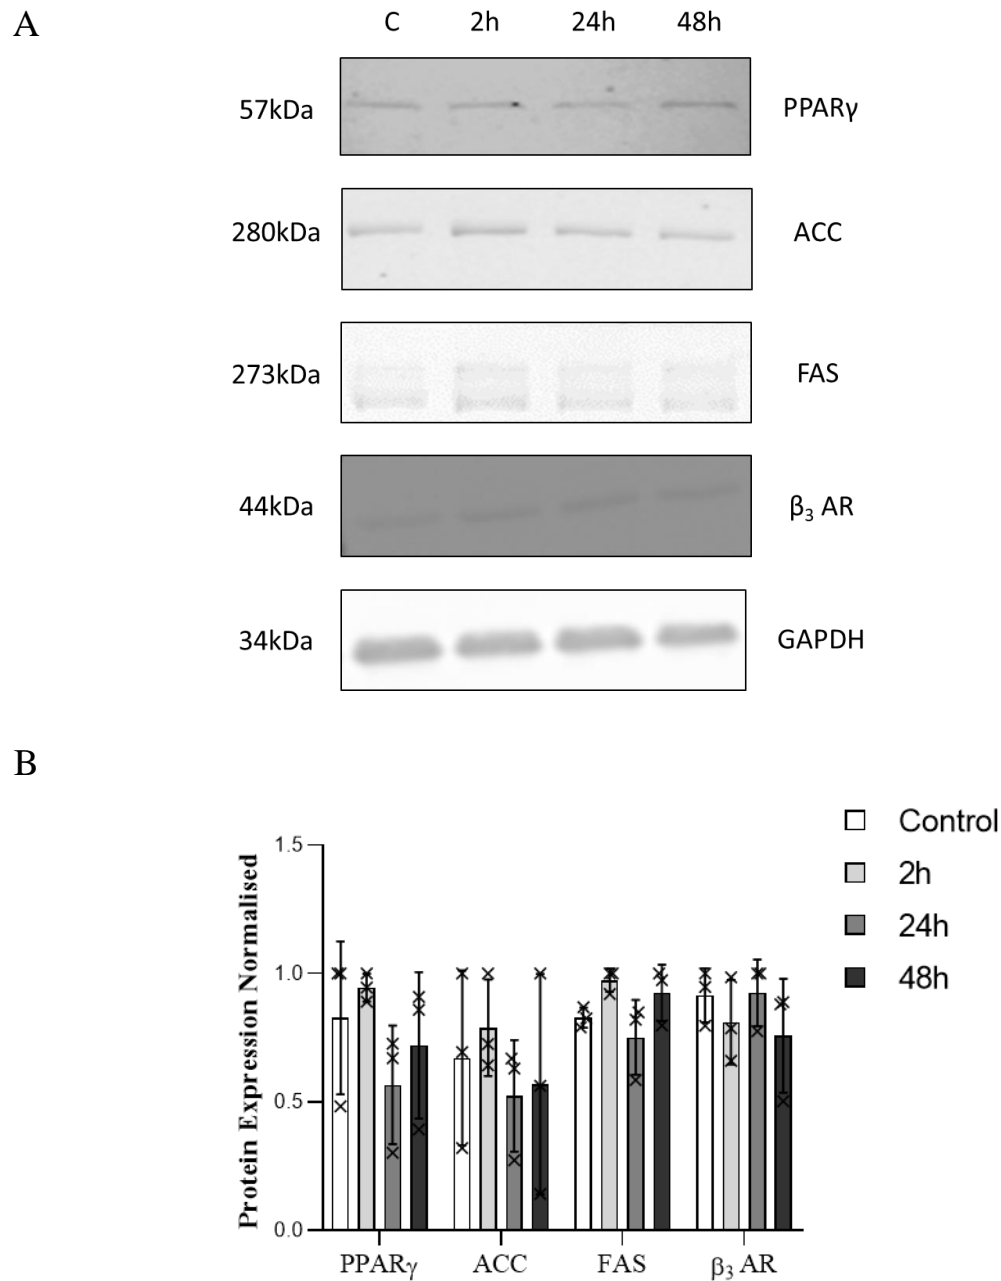 A
C 2h 24h 48h
57kDa PPARγ
280kDa ACC
273kDa FAS
44kDa β₃ AR
34kDa GAPDH
B
Protein Expression Normalised
1.5
1.0
0.5
0.0
PPARγ ACC FAS β₃ AR
Control
2h
24h
48h